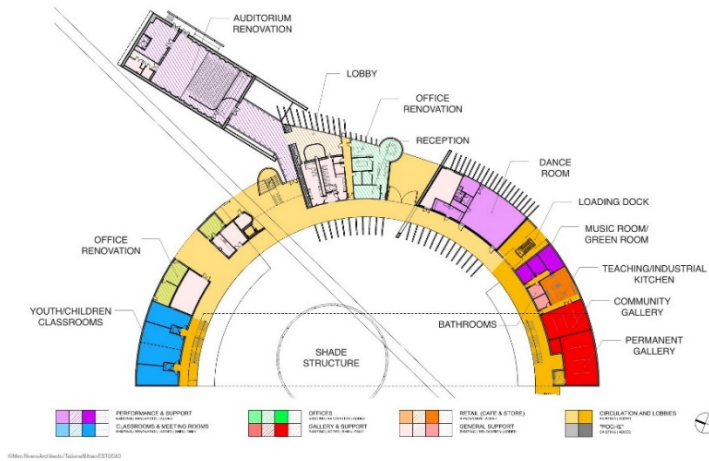 AUDITORIUM
RENOVATION
LOBBY
OFFICE
RENOVATION
RECEPTION
DANCE
ROOM
LOADING DOCK
MUSIC ROOM/
GREEN ROOM
OFFICE
RENOVATION
TEACHING/INDUSTRIAL
KITCHEN
YOUTH/CHILDREN
CLASSROOMS
COMMUNITY
GALLERY
BATHROOMS
PERMANENT
GALLERY
SHADE
STRUCTURE
PERFORMANCE & SUPPORT
CLASSROOMS & MEETING ROOMS
OFFICES
GALLERY & SUPPORT
RETAIL (CAFE & STORE)
GENERAL SUPPORT
CIRCULATION AND LOBBIES